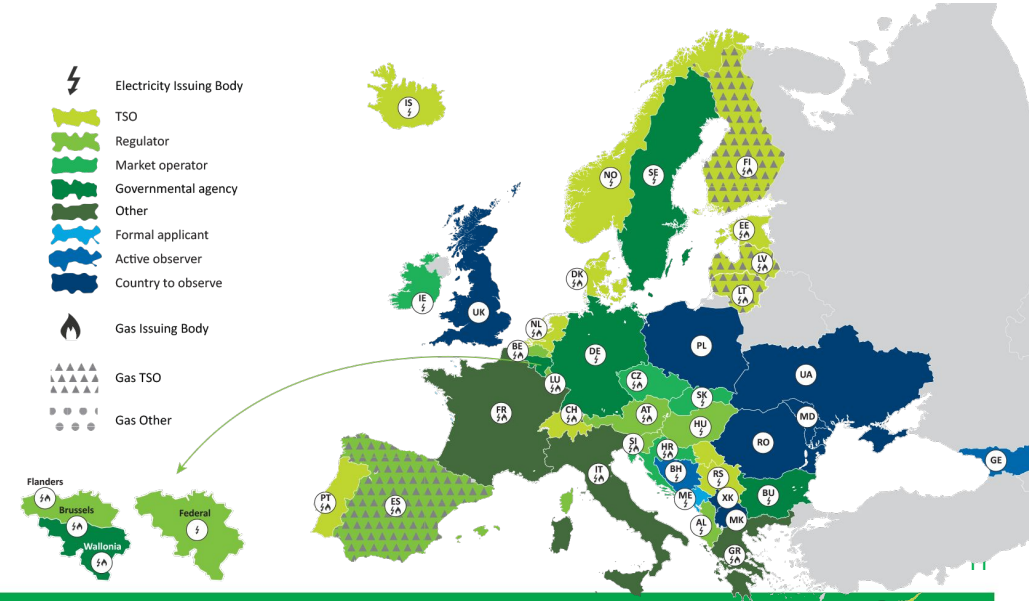 Electricity Issuing Body
TSO
Regulator
Market operator
Governmental agency
Other
Formal applicant
Active observer
Country to observe
Gas Issuing Body
Gas TSO
Gas Other
IS
NO
SE
FI
EE
LV
LT
DK
IE
UK
NL
BE
DE
PL
LU
CZ
UA
SK
FR
CH
AT
HU
MD
RO
SI
HR
GE
IT
BH
RS
PT
ES
ME
XK
BU
AL
MK
GR
Flanders
Brussels
Wallonia
Federal